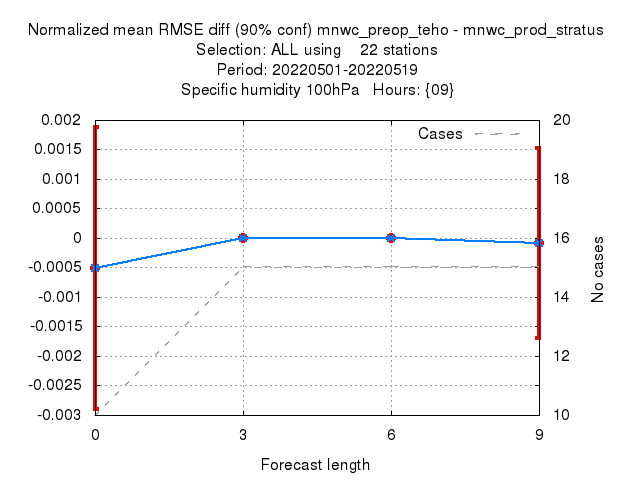 Normalized mean RMSE diff (90% conf) mnwc_preop_teho - mnwc_prod_stratus
Selection: ALL using 22 stations
Period: 20220501-20220519
Specific humidity 100hPa Hours: {09}
Cases
0.002
0.0015
0.001
0.0005
0
-0.0005
-0.001
-0.0015
-0.002
-0.0025
-0.003
20
18
16
14
12
10
No cases
0 3 6 9
Forecast length